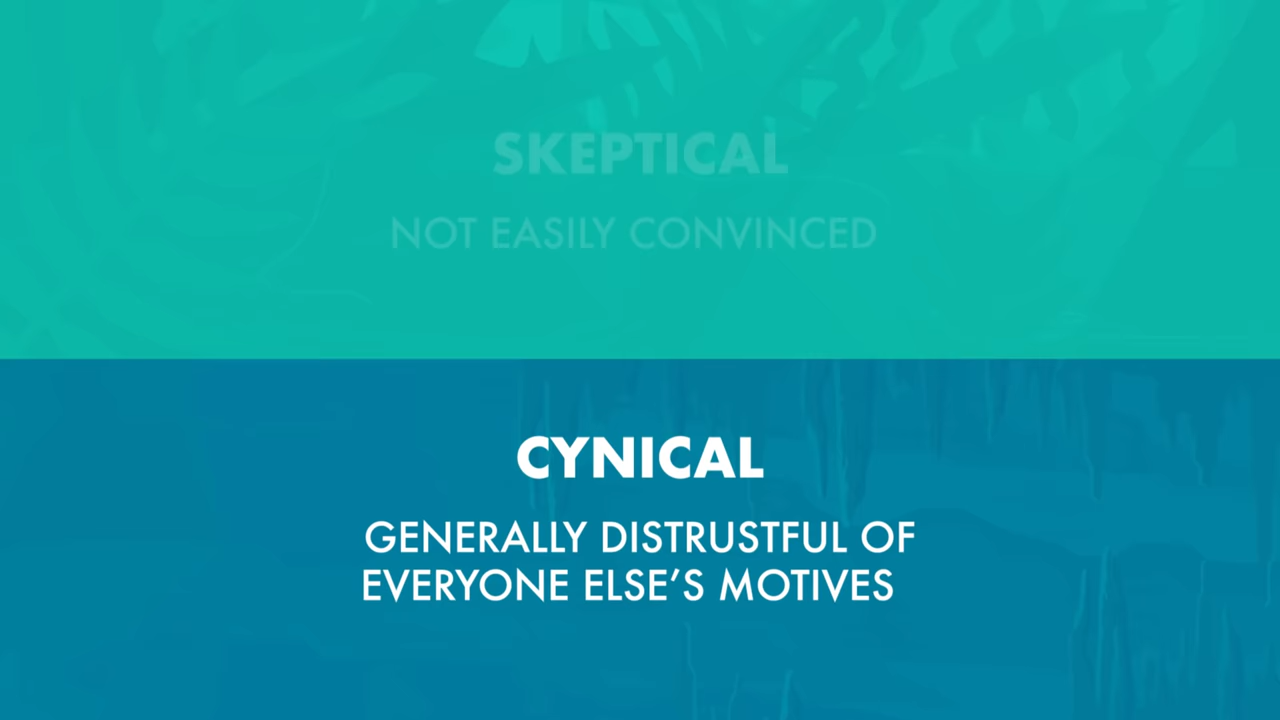 SKEPTICAL
NOT EASILY CONVINCED
CYNICAL
GENERALLY DISTRUSTFUL OF
EVERYONE ELSE’S MOTIVES